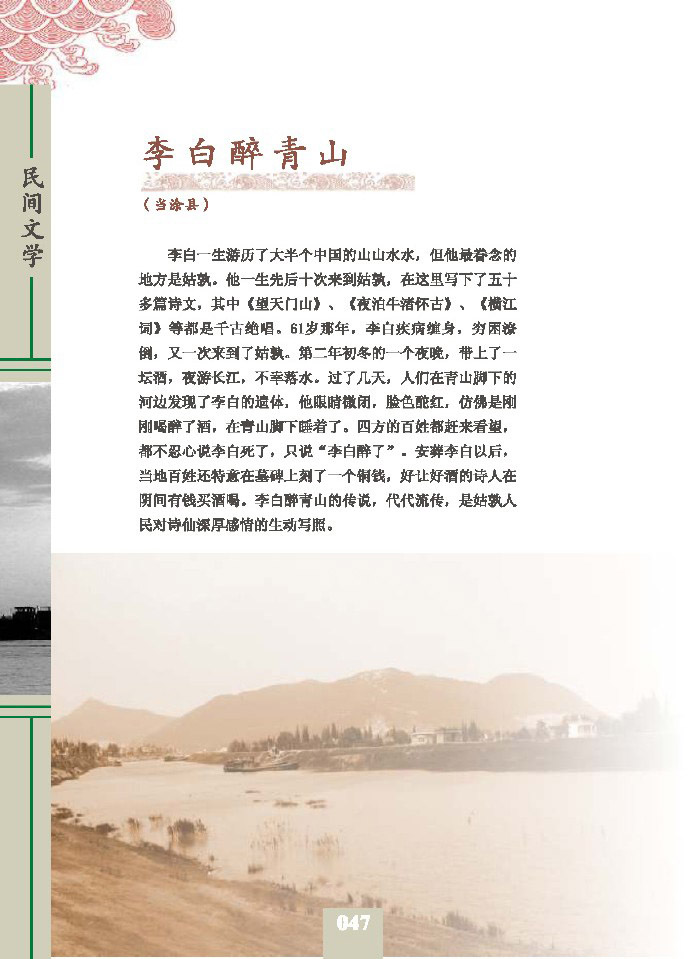 民间文学
李白醉青山
（当涂县）
李白一生游历了大半个中国的山山水水，但他最眷念的
地方是姑孰。他一生先后十次来到姑孰，在这里写下了五十
多篇诗文，其中《望天门山》、《夜泊牛渚怀古》、《横江
词》等都是千古绝唱。61岁那年，李白疾病缠身，穷困潦
倒，又一次来到了姑孰。第二年初冬的一个夜晚，带上了一
坛酒，夜游长江，不幸落水。过了几天，人们在青山脚下的
河边发现了李白的遗体，他眼睛微闭，脸色酡红，仿佛是刚
刚喝醉了酒，在青山脚下睡着了。四方的百姓都赶来看望，
都不忍心说李白死了，只说“李白醉了”。安葬李白以后，
当地百姓还特意在墓碑上刻了一个铜钱，好让好酒的诗人在
阴间有钱买酒喝。李白醉青山的传说，代代流传，是姑孰人
民对诗仙深厚感情的生动写照。
047